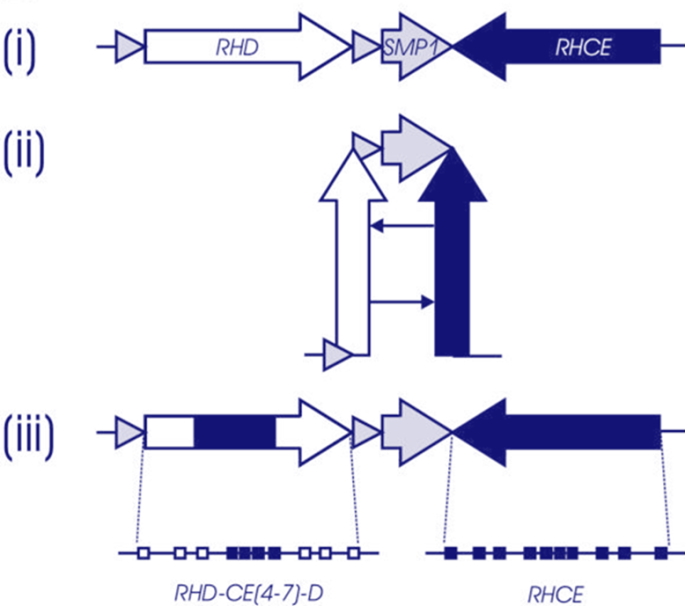 (i) RHD SMP1 RHCE
(ii)
(iii)
RHD-CE(4-7)-D RHCE